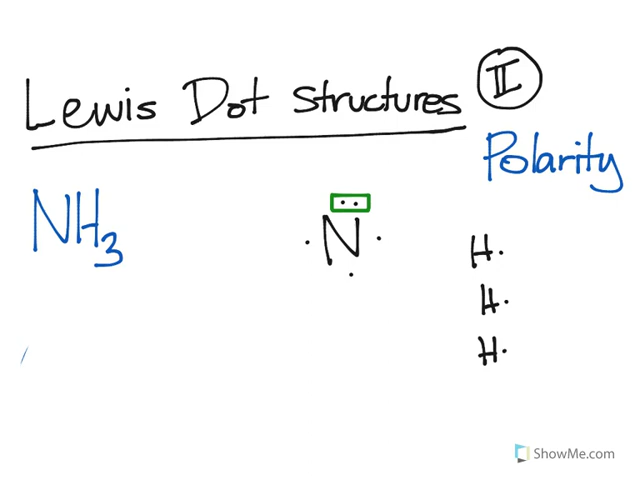 Lewis Dot Structures II
Polarity
NH3
N
H·
H·
H·
ShowMe.com